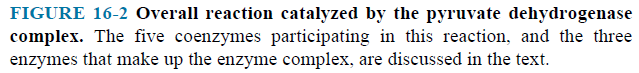 FIGURE 16-2 Overall reaction catalyzed by the pyruvate dehydrogenase
complex. The five coenzymes participating in this reaction, and the three
enzymes that make up the enzyme complex, are discussed in the text.